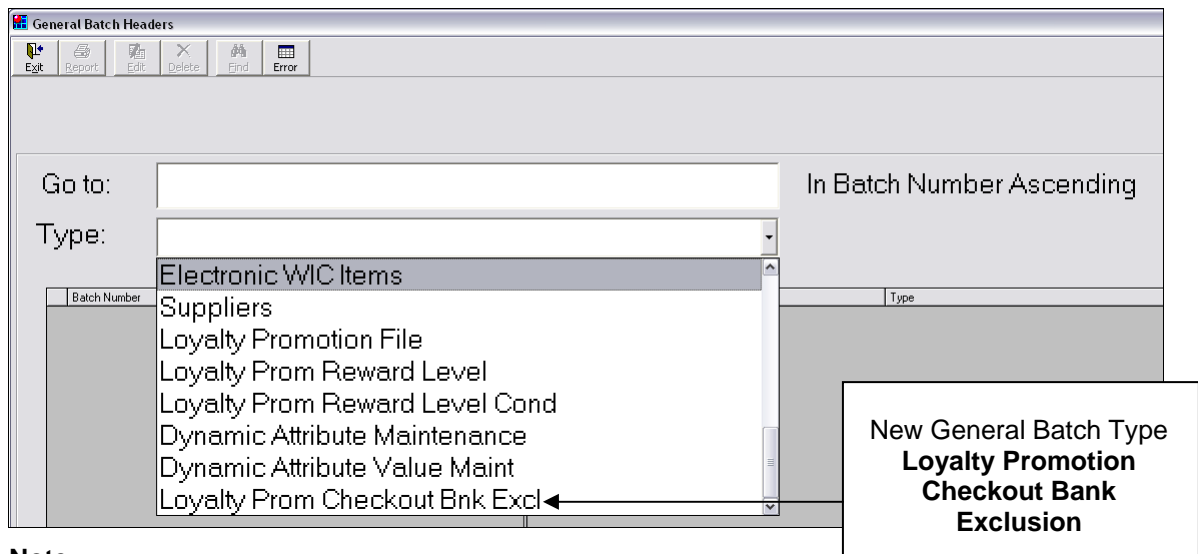 General Batch Headers
Exit Report Edit Delete Find Error
Go to: In Batch Number Ascending
Type:
Electronic WIC Items
Batch Number Type
Suppliers
Loyalty Promotion File
Loyalty Prom Reward Level
Loyalty Prom Reward Level Cond
Dynamic Attribute Maintenance
Dynamic Attribute Value Maint
Loyalty Prom Checkout Bnk Excl
New General Batch Type
Loyalty Promotion
Checkout Bank
Exclusion
Note